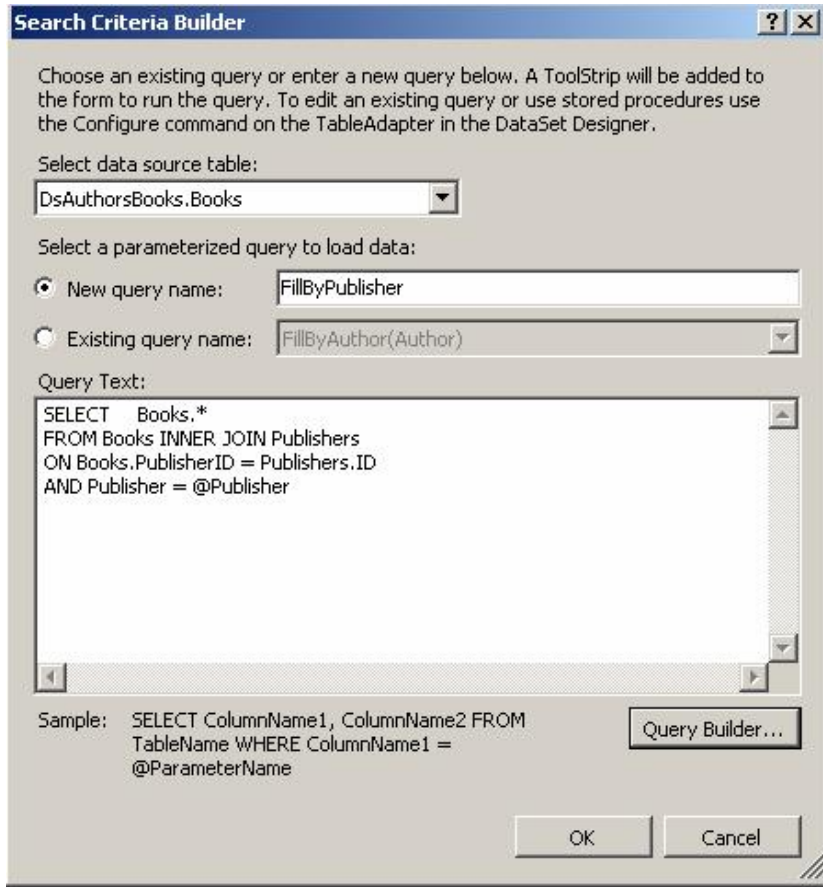 Search Criteria Builder
Choose an existing query or enter a new query below. A ToolStrip will be added to
the form to run the query. To edit an existing query or use stored procedures use
the Configure command on the TableAdapter in the DataSet Designer.
Select data source table:
DsAuthorsBooks.Books
Select a parameterized query to load data:
New query name: FillByPublisher
Existing query name: FillByAuthor(Author)
Query Text:
SELECT Books.*
FROM Books INNER JOIN Publishers
ON Books.PublisherID = Publishers.ID
AND Publisher = @Publisher
Sample: SELECT ColumnName1, ColumnName2 FROM
TableName WHERE ColumnName1 =
@ParameterName
Query Builder...
OK Cancel